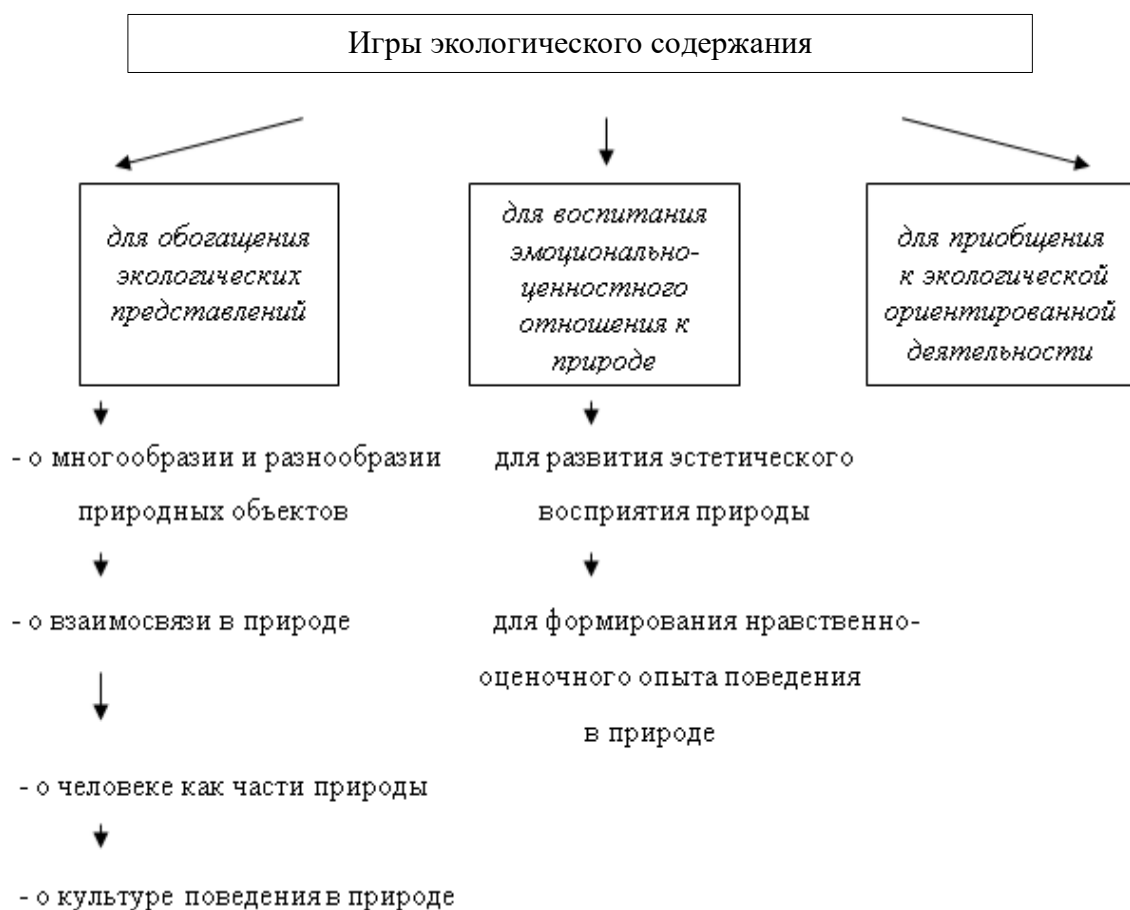 Игры экологического содержания
для обогащения
экологических
представлений
для воспитания
эмоционально-
ценностного
отношения к
природе
для приобщения
к экологической
ориентированной
деятельности
- о многообразии и разнообразии
природных объектов
- о взаимосвязи в природе
- о человеке как части природы
- о культуре поведения в природе
для развития эстетического
восприятия природы
для формирования нравственно-
оценочного опыта поведения
в природе